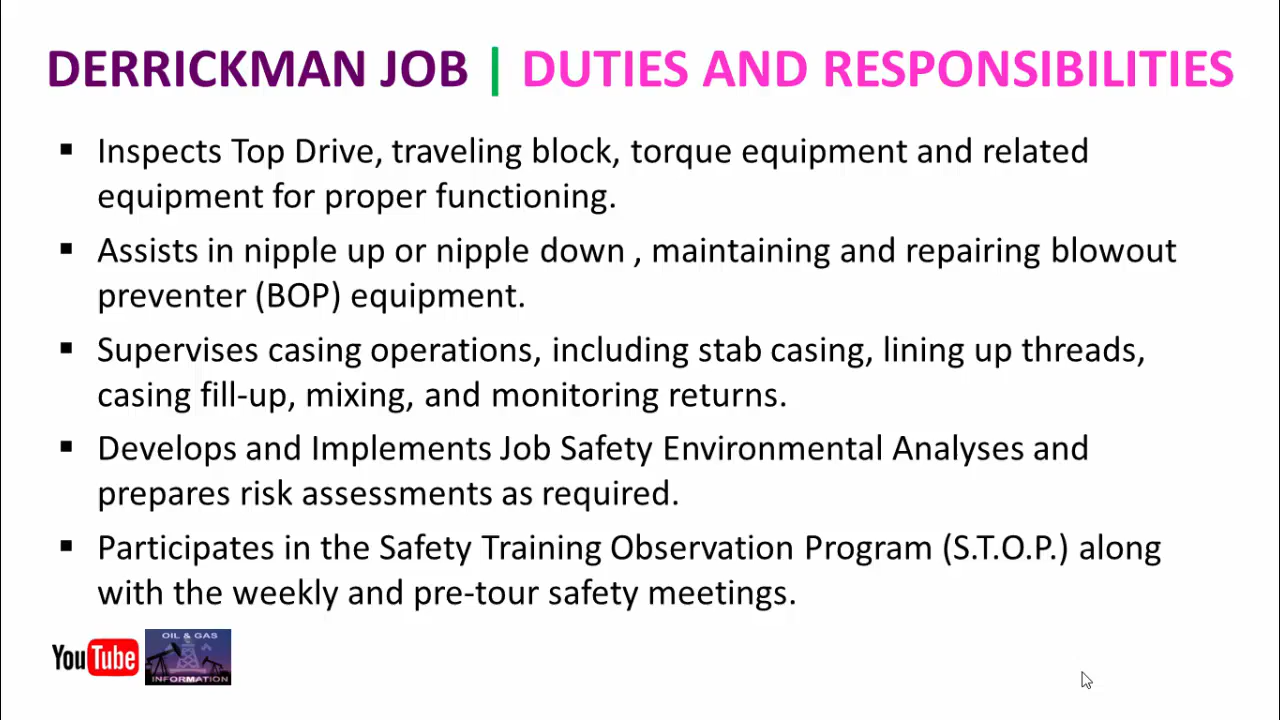 DERRICKMAN JOB | DUTIES AND RESPONSIBILITIES
▪ Inspects Top Drive, traveling block, torque equipment and related
equipment for proper functioning.
▪ Assists in nipple up or nipple down , maintaining and repairing blowout
preventer (BOP) equipment.
▪ Supervises casing operations, including stab casing, lining up threads,
casing fill-up, mixing, and monitoring returns.
▪ Develops and Implements Job Safety Environmental Analyses and
prepares risk assessments as required.
▪ Participates in the Safety Training Observation Program (S.T.O.P.) along
with the weekly and pre-tour safety meetings.
YouTube
OIL & GAS
INFORMATION